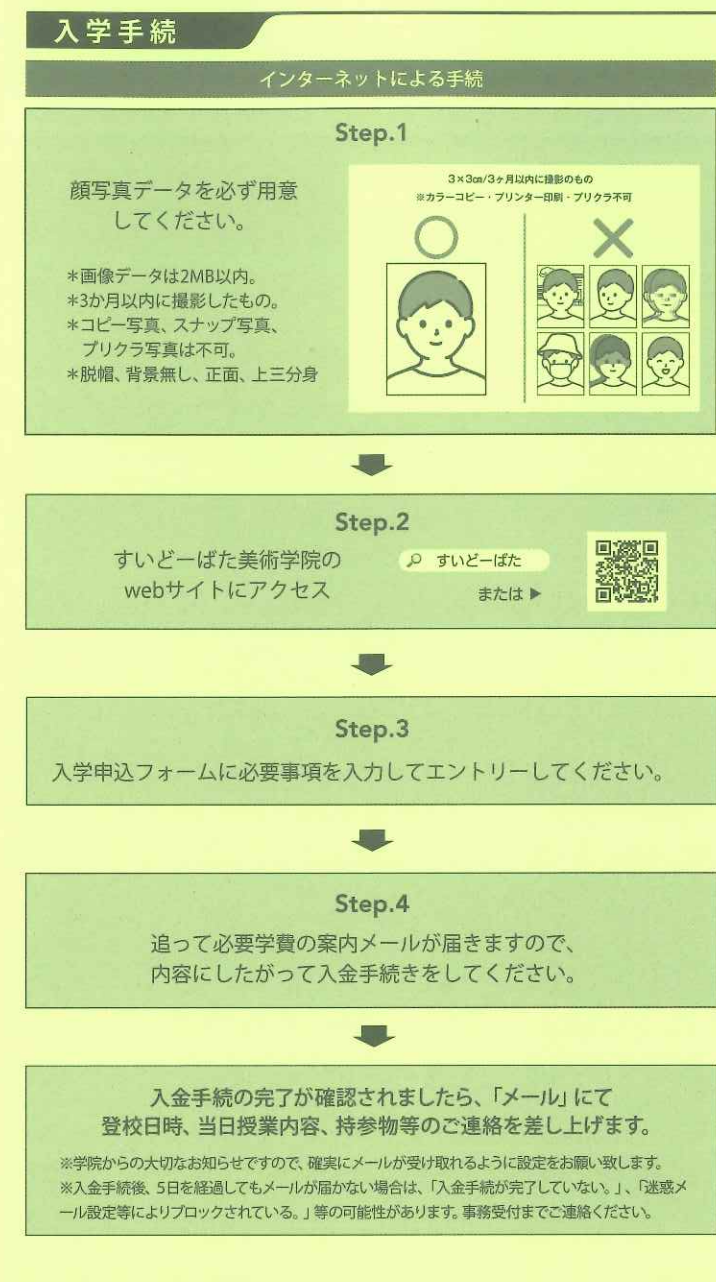 入学手続
インターネットによる手続
Step.1
顔写真データを必ず用意
してください。
*画像データは2MB以内。
*3か月以内に撮影したもの。
*コピー写真、スナップ写真、
プリクラ写真は不可。
*脱帽、背景無し、正面、上三分身
3×3㎝/3ヶ月以内に撮影のもの
※カラーコピー・プリンター印刷・プリクラ不可
Step.2
すいどーばた美術学院の
webサイトにアクセス
すいどーばた
または ▶
Step.3
入学申込フォームに必要事項を入力してエントリーしてください。
Step.4
追って必要学費の案内メールが届きますので、
内容にしたがって入金手続きをしてください。
入金手続の完了が確認されましたら、「メール」にて
登校日時、当日授業内容、持参物等のご連絡を差し上げます。
※学院からの大切なお知らせですので、確実にメールが受け取れるように設定をお願い致します。
※入金手続後、5日を経過してもメールが届かない場合は、「入金手続が完了していない。」、「迷惑メ
ール設定等によりブロックされている。」等の可能性があります。事務受付までご連絡ください。